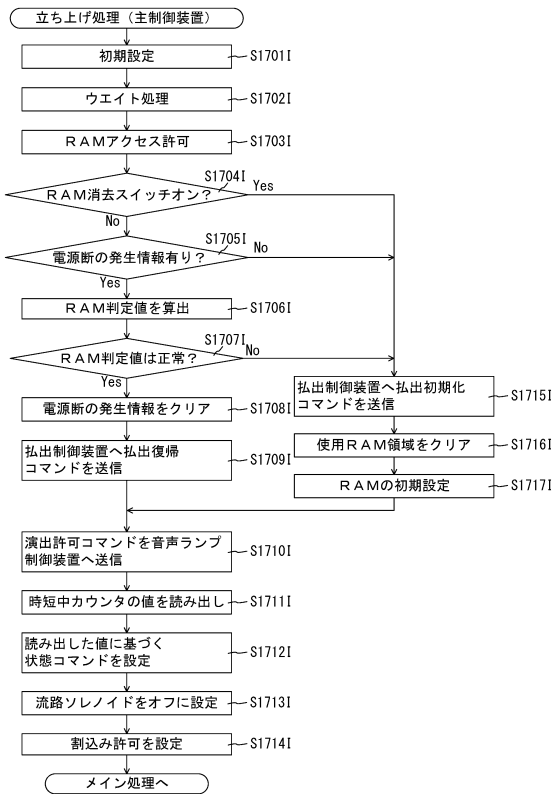 立ち上げ処理（主制御装置）
初期設定
S1701I
ウエイト処理
S1702I
ＲＡＭアクセス許可
S1703I
S1704I
ＲＡＭ消去スイッチオン？
Yes
No
S1705I
電源断の発生情報有り？
No
Yes
ＲＡＭ判定値を算出
S1706I
S1707I
ＲＡＭ判定値は正常？
No
Yes
電源断の発生情報をクリア
S1708I
払出制御装置へ払出復帰
コマンドを送信
S1709I
払出制御装置へ払出初期化
コマンドを送信
S1715I
使用ＲＡＭ領域をクリア
S1716I
ＲＡＭの初期設定
S1717I
演出許可コマンドを音声ランプ
制御装置へ送信
S1710I
時短中カウンタの値を読み出し
S1711I
読み出した値に基づく
状態コマンドを設定
S1712I
流路ソレノイドをオフに設定
S1713I
割込み許可を設定
S1714I
メイン処理へ